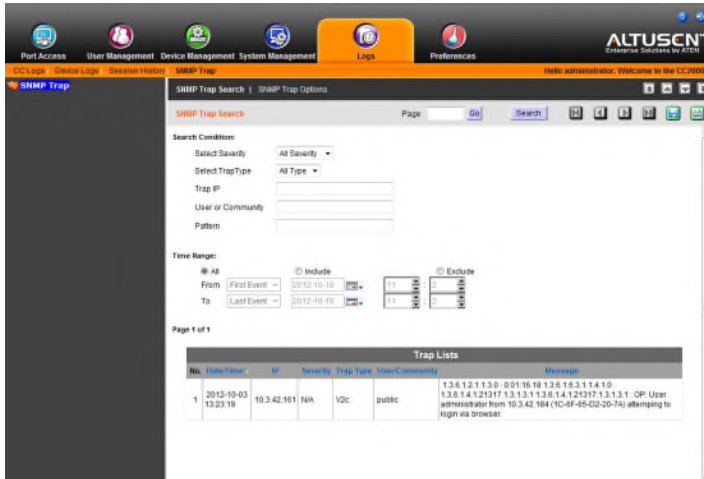 ALTUSCN
Enterprise Solutions by ATEN
Port Access User Management Device Management System Management Logs Preferences
CC Logs Device Logs Session History SNMP Trap Hello administrator. Welcome to the CC2000
SNMP Trap
SNMP Trap Search | SNMP Trap Options
SNMP Trap Search Page Go Search
Search Condition:
Select Severity All Severity
Select TrapType All Type
Trap IP
User or Community
Pattern
Time Range:
All Include Exclude
From First Event 2012-10-18 11 : 2
To Last Event 2012-10-18 11 : 2
Page 1 of 1
Trap Lists
No. Date/Time IP Severity Trap Type User/Community Message
1 2012-10-03 13:23:19 10.3.42.161 N/A V2c public
1.3.6.1.2.1.1.3.0 : 0:01:16.18 1.3.6.1.6.3.1.1.4.1.0
1.3.6.1.4.1.21317.1.3.1.3.1 1.3.6.1.4.1.21317.1.3.1.3.1 : OP: User
administrator from 10.3.42.184 (1C-6F-65-D2-20-7A) attemping to
login via browser.